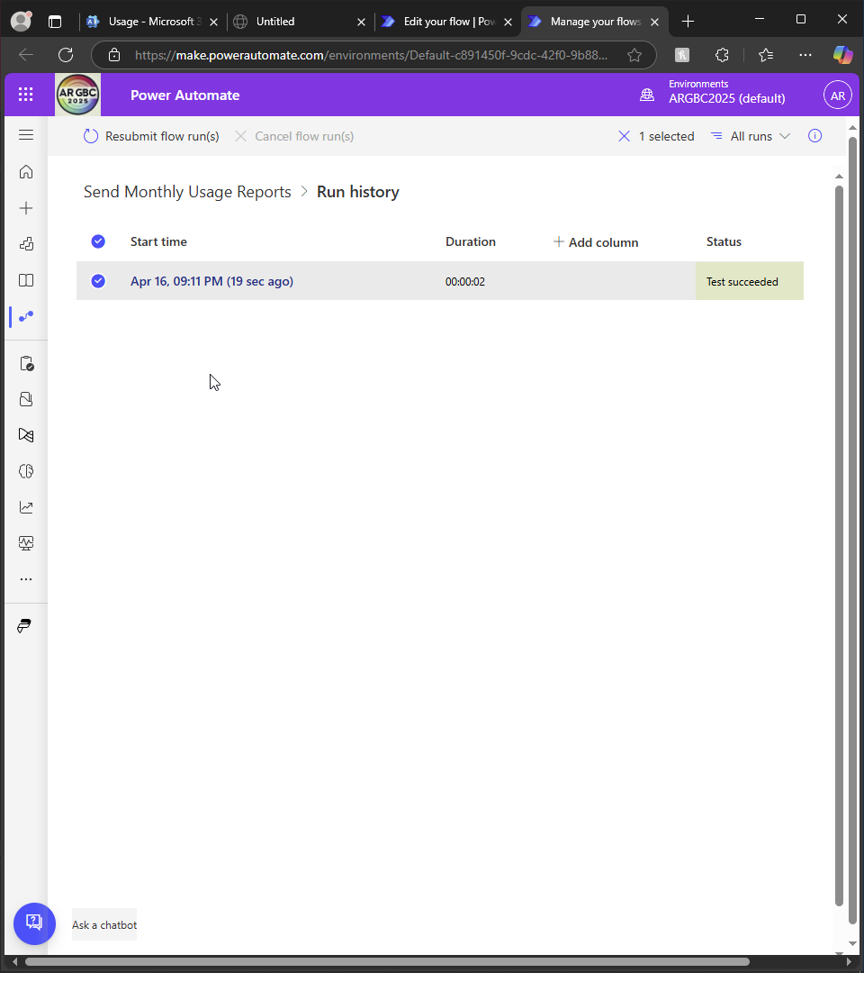 Usage - Microsoft 3
Untitled
Edit your flow | Pow
Manage your flows
https://make.powerautomate.com/environments/Default-c891450f-9cdc-42f0-9b88...
AR GBC
2025
Power Automate
Environments
ARGBC2025 (default)
AR
Resubmit flow run(s)
Cancel flow run(s)
1 selected
All runs
Send Monthly Usage Reports > Run history
Start time
Duration
+ Add column
Status
Apr 16, 09:11 PM (19 sec ago)
00:00:02
Test succeeded
Ask a chatbot